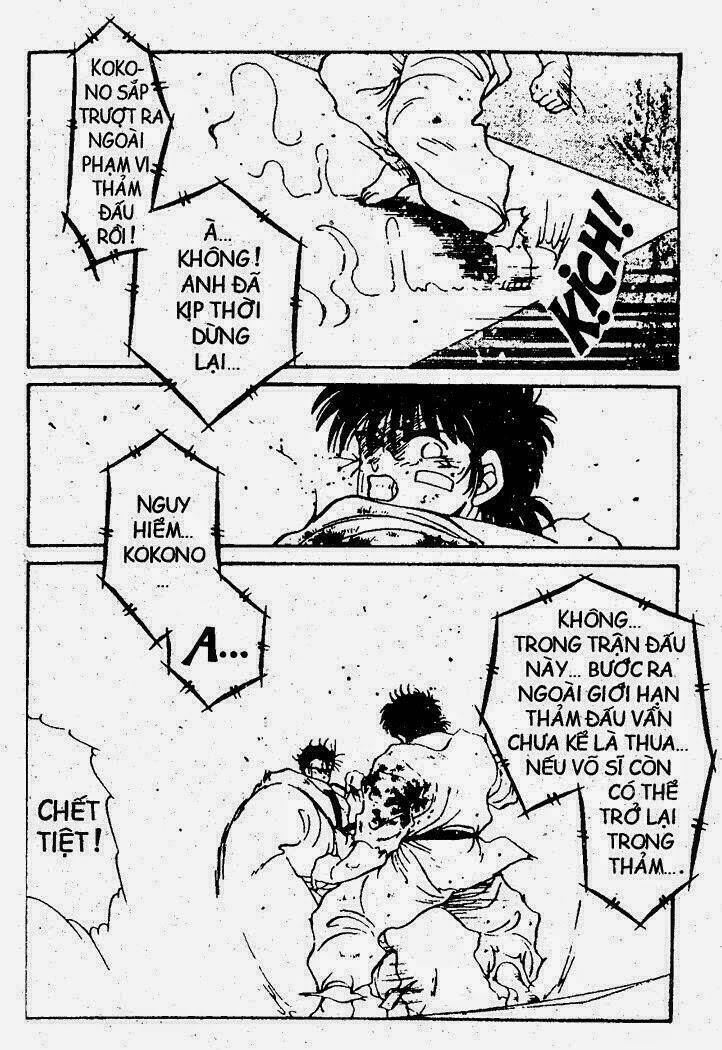 KOKO-
NO SẮP
TRƯỢT RA
NGOÀI
PHẠM VI
THẢM
ĐẤU
RỒI!
À...
KHÔNG!
ANH ĐÃ
KỊP THỜI
DỪNG
LẠI...
KỊCH!
NGUY
HIỂM...
KOKONO
...
A...
KHÔNG...
TRONG TRẬN ĐẤU
NÀY... BƯỚC RA
NGOÀI GIỚI HẠN
THẢM ĐẤU VẪN
CHƯA KỂ LÀ THUA...
NẾU VÕ SĨ CÒN
CÓ THỂ
TRỞ LẠI
TRONG
THẢM....
CHẾT
TIỆT!